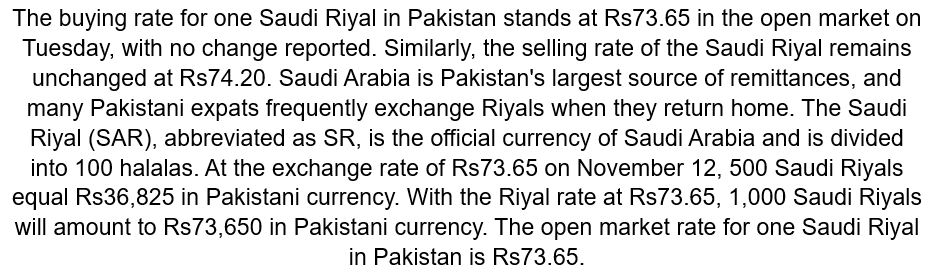 The buying rate for one Saudi Riyal in Pakistan stands at Rs73.65 in the open market on
Tuesday, with no change reported. Similarly, the selling rate of the Saudi Riyal remains
unchanged at Rs74.20. Saudi Arabia is Pakistan's largest source of remittances, and
many Pakistani expats frequently exchange Riyals when they return home. The Saudi
Riyal (SAR), abbreviated as SR, is the official currency of Saudi Arabia and is divided
into 100 halalas. At the exchange rate of Rs73.65 on November 12, 500 Saudi Riyals
equal Rs36,825 in Pakistani currency. With the Riyal rate at Rs73.65, 1,000 Saudi Riyals
will amount to Rs73,650 in Pakistani currency. The open market rate for one Saudi Riyal
in Pakistan is Rs73.65.